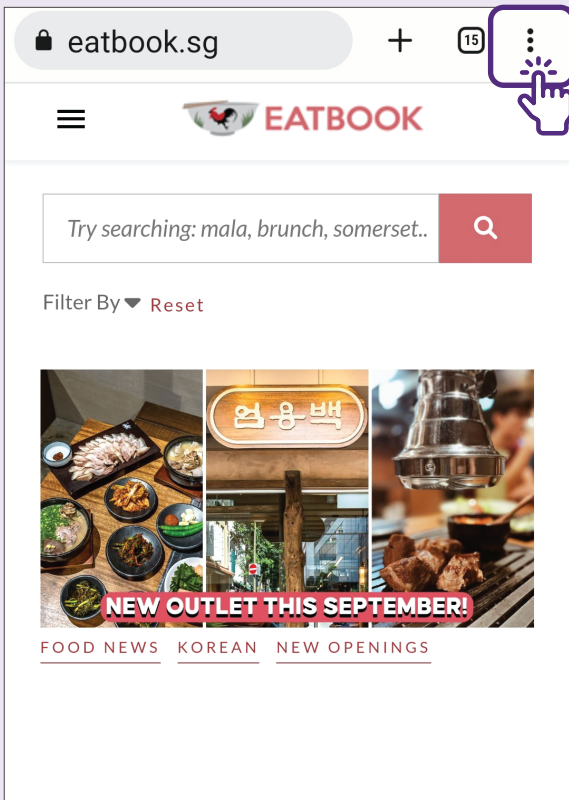 eatbook.sg
15
EATBOOK
Try searching: mala, brunch, somerset..
Filter By Reset
엄용백
NEW OUTLET THIS SEPTEMBER!
FOOD NEWS KOREAN NEW OPENINGS